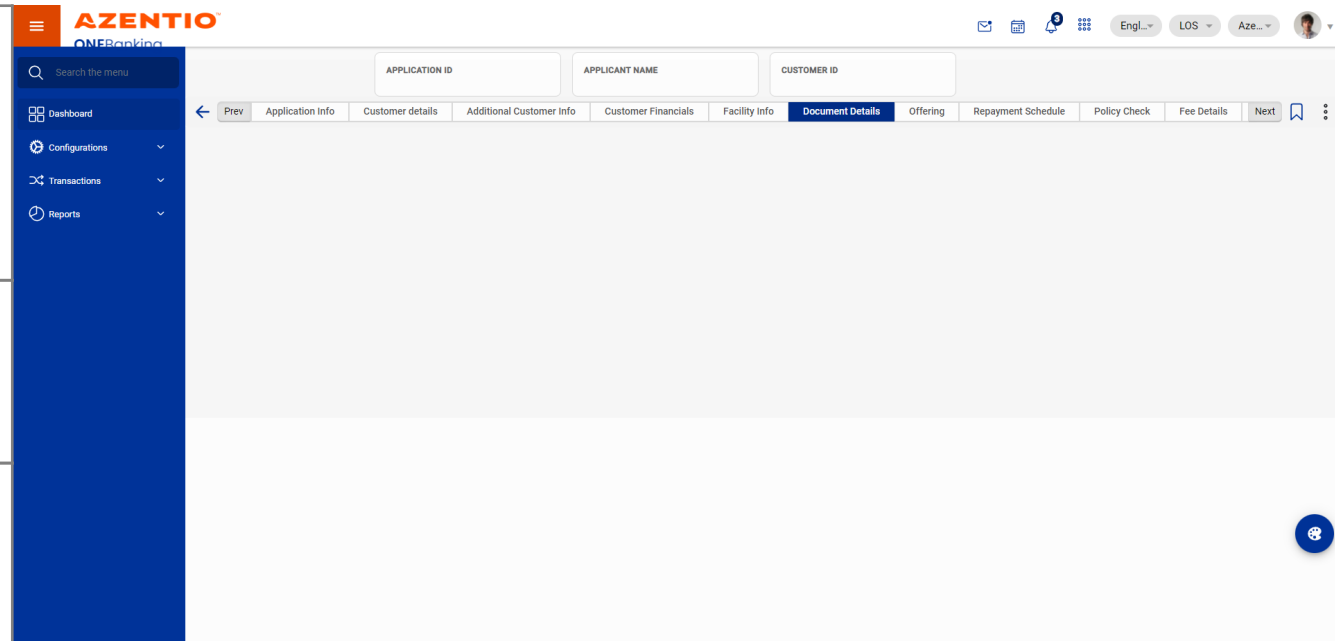 AZENTIO™
ONEBanking
3
Engl...
LOS
Aze...
Search the menu
APPLICATION ID
APPLICANT NAME
CUSTOMER ID
Dashboard
Prev
Application Info
Customer details
Additional Customer Info
Customer Financials
Facility Info
Document Details
Offering
Repayment Schedule
Policy Check
Fee Details
Next
Configurations
Transactions
Reports